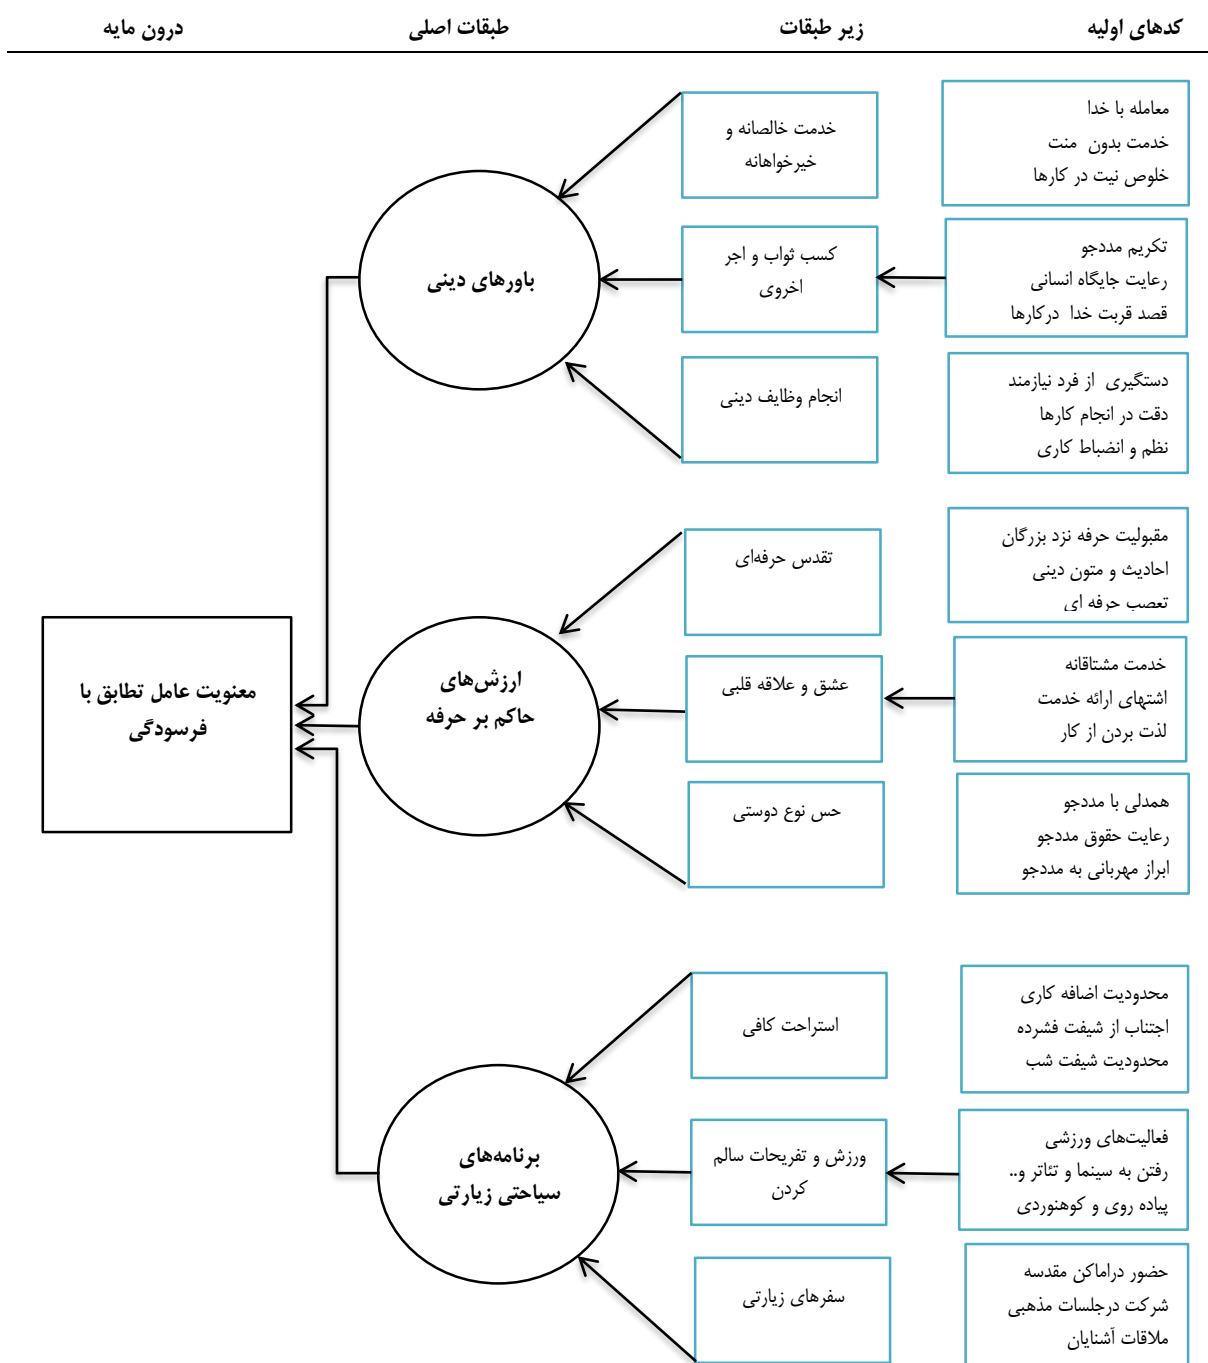 کدهای اولیه
زیر طبقات
طبقات اصلی
درون مایه
معامله با خدا
خدمت بدون منت
خلوص نیت در کارها
خدمت خالصانه و
خیرخواهانه
تکریم مددجو
رعایت جایگاه انسانی
قصد قربت خدا درکارها
کسب ثواب و اجر
اخروی
باورهای دینی
دستگیری از فرد نیازمند
دقت در انجام کارها
نظم و انضباط کاری
انجام وظایف دینی
مقبولیت حرفه نزد بزرگان
احادیث و متون دینی
تعصب حرفه ای
تقدس حرفه‌ای
خدمت مشتاقانه
اشتهای ارائه خدمت
لذت بردن از کار
عشق و علاقه قلبی
ارزش‌های
حاکم بر حرفه
معنویت عامل تطابق با
فرسودگی
همدلی با مددجو
رعایت حقوق مددجو
ابراز مهربانی به مددجو
حس نوع دوستی
محدودیت اضافه کاری
اجتناب از شیفت فشرده
محدودیت شیفت شب
استراحت کافی
فعالیت‌های ورزشی
رفتن به سینما و تئاتر و..
پیاده روی و کوهنوردی
ورزش و تفریحات سالم
کردن
برنامه‌های
سیاحتی زیارتی
حضور دراماکن مقدسه
شرکت درجلسات مذهبی
ملاقات آشنایان
سفرهای زیارتی